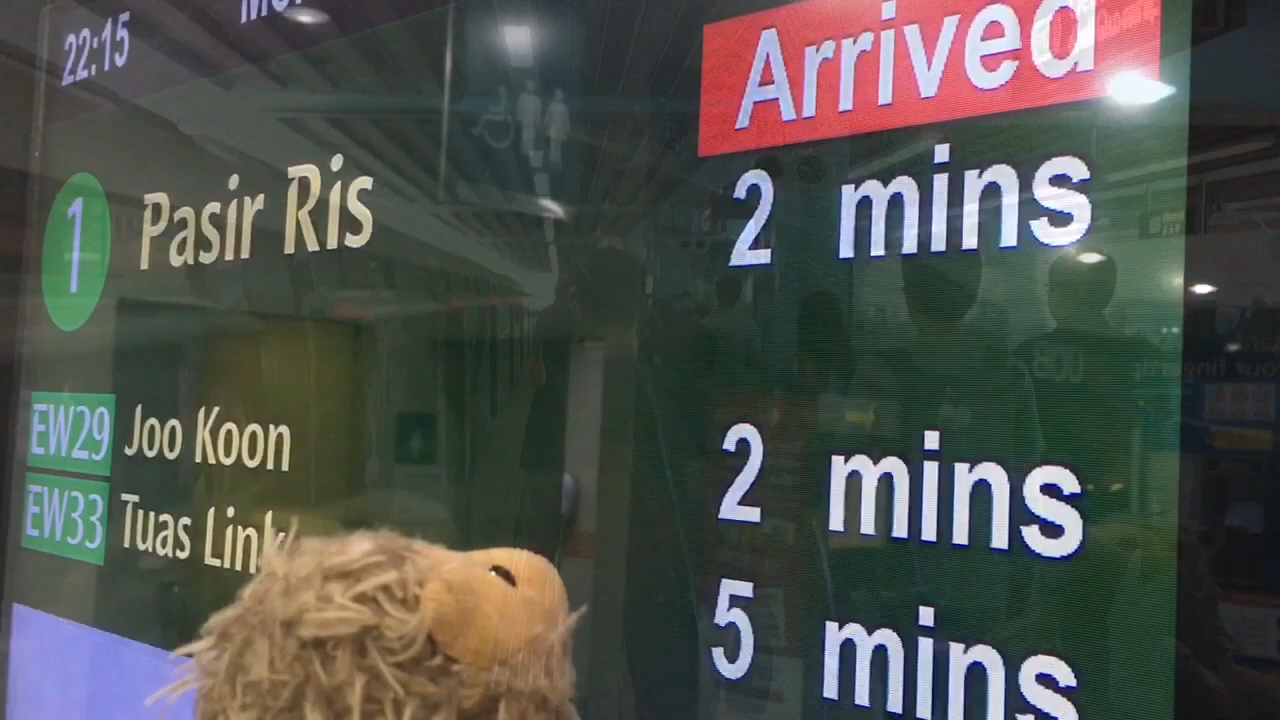 22:15
Arrived
1 Pasir Ris 2 mins
EW29 Joo Koon 2 mins
EW33 Tuas Link 5 mins